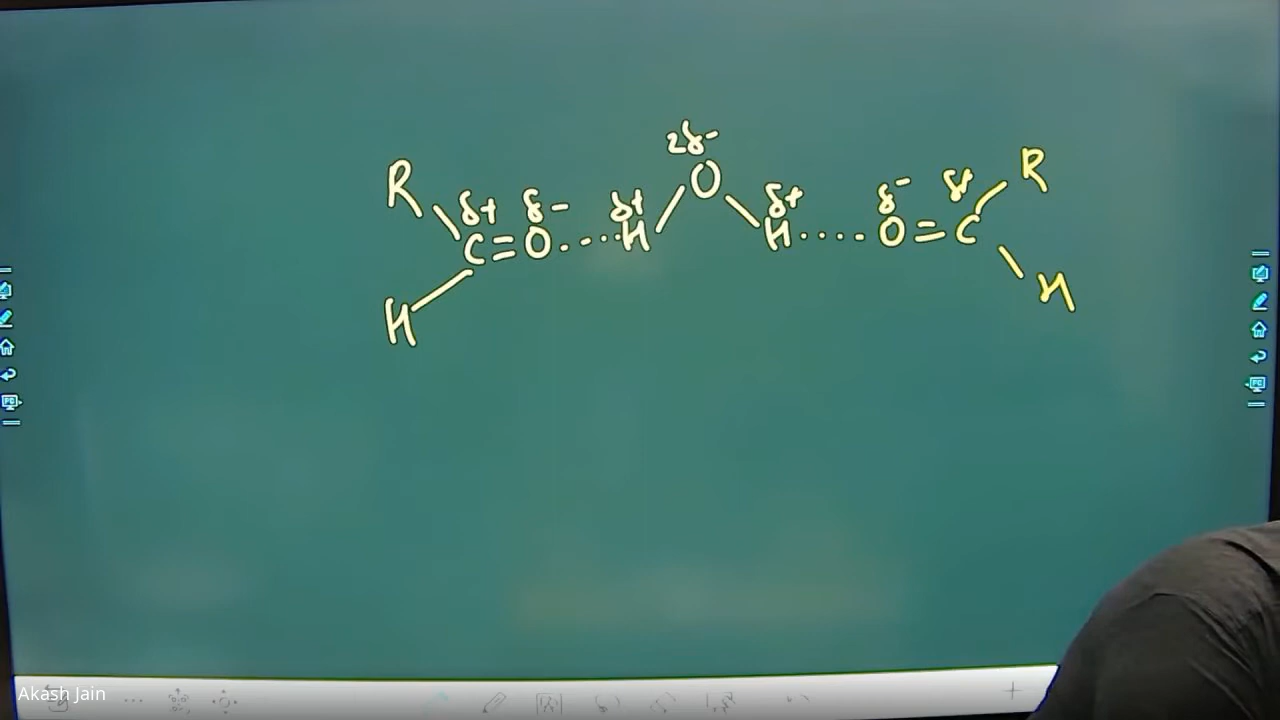 2δ-
R δ+ δ- δ+ O δ+ δ- δ+ R
C=O....H H....O=C
H H
Akash Jain